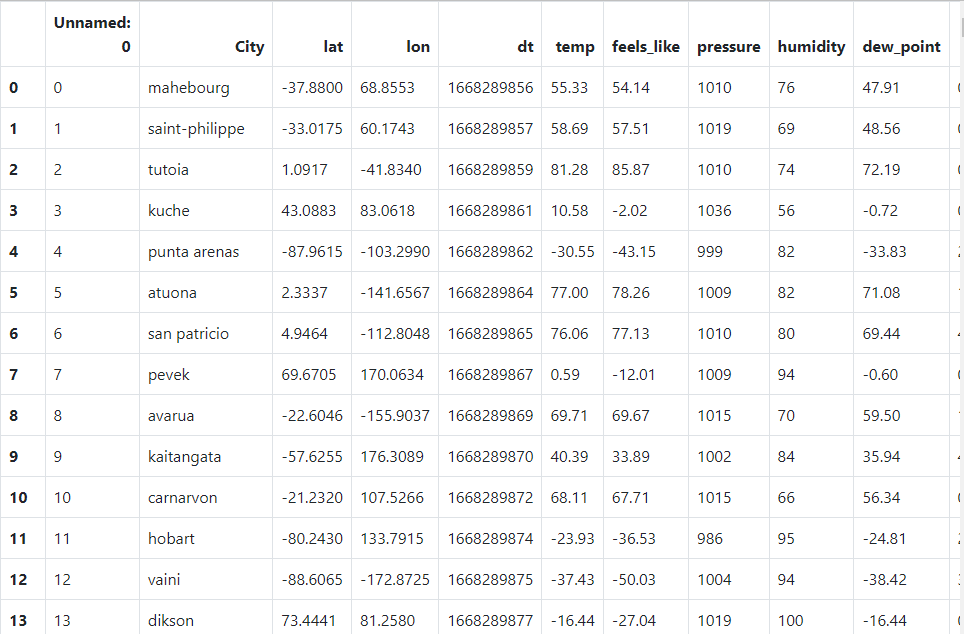 Unnamed: 0 City lat lon dt temp feels_like pressure humidity dew_point
0 0 mahebourg -37.8800 68.8553 1668289856 55.33 54.14 1010 76 47.91
1 1 saint-philippe -33.0175 60.1743 1668289857 58.69 57.51 1019 69 48.56
2 2 tutoia 1.0917 -41.8340 1668289859 81.28 85.87 1010 74 72.19
3 3 kuche 43.0883 83.0618 1668289861 10.58 -2.02 1036 56 -0.72
4 4 punta arenas -87.9615 -103.2990 1668289862 -30.55 -43.15 999 82 -33.83
5 5 atuona 2.3337 -141.6567 1668289864 77.00 78.26 1009 82 71.08
6 6 san patricio 4.9464 -112.8048 1668289865 76.06 77.13 1010 80 69.44
7 7 pevek 69.6705 170.0634 1668289867 0.59 -12.01 1009 94 -0.60
8 8 avarua -22.6046 -155.9037 1668289869 69.71 69.67 1015 70 59.50
9 9 kaitangata -57.6255 176.3089 1668289870 40.39 33.89 1002 84 35.94
10 10 carnarvon -21.2320 107.5266 1668289872 68.11 67.71 1015 66 56.34
11 11 hobart -80.2430 133.7915 1668289874 -23.93 -36.53 986 95 -24.81
12 12 vaini -88.6065 -172.8725 1668289875 -37.43 -50.03 1004 94 -38.42
13 13 dikson 73.4441 81.2580 1668289877 -16.44 -27.04 1019 100 -16.44